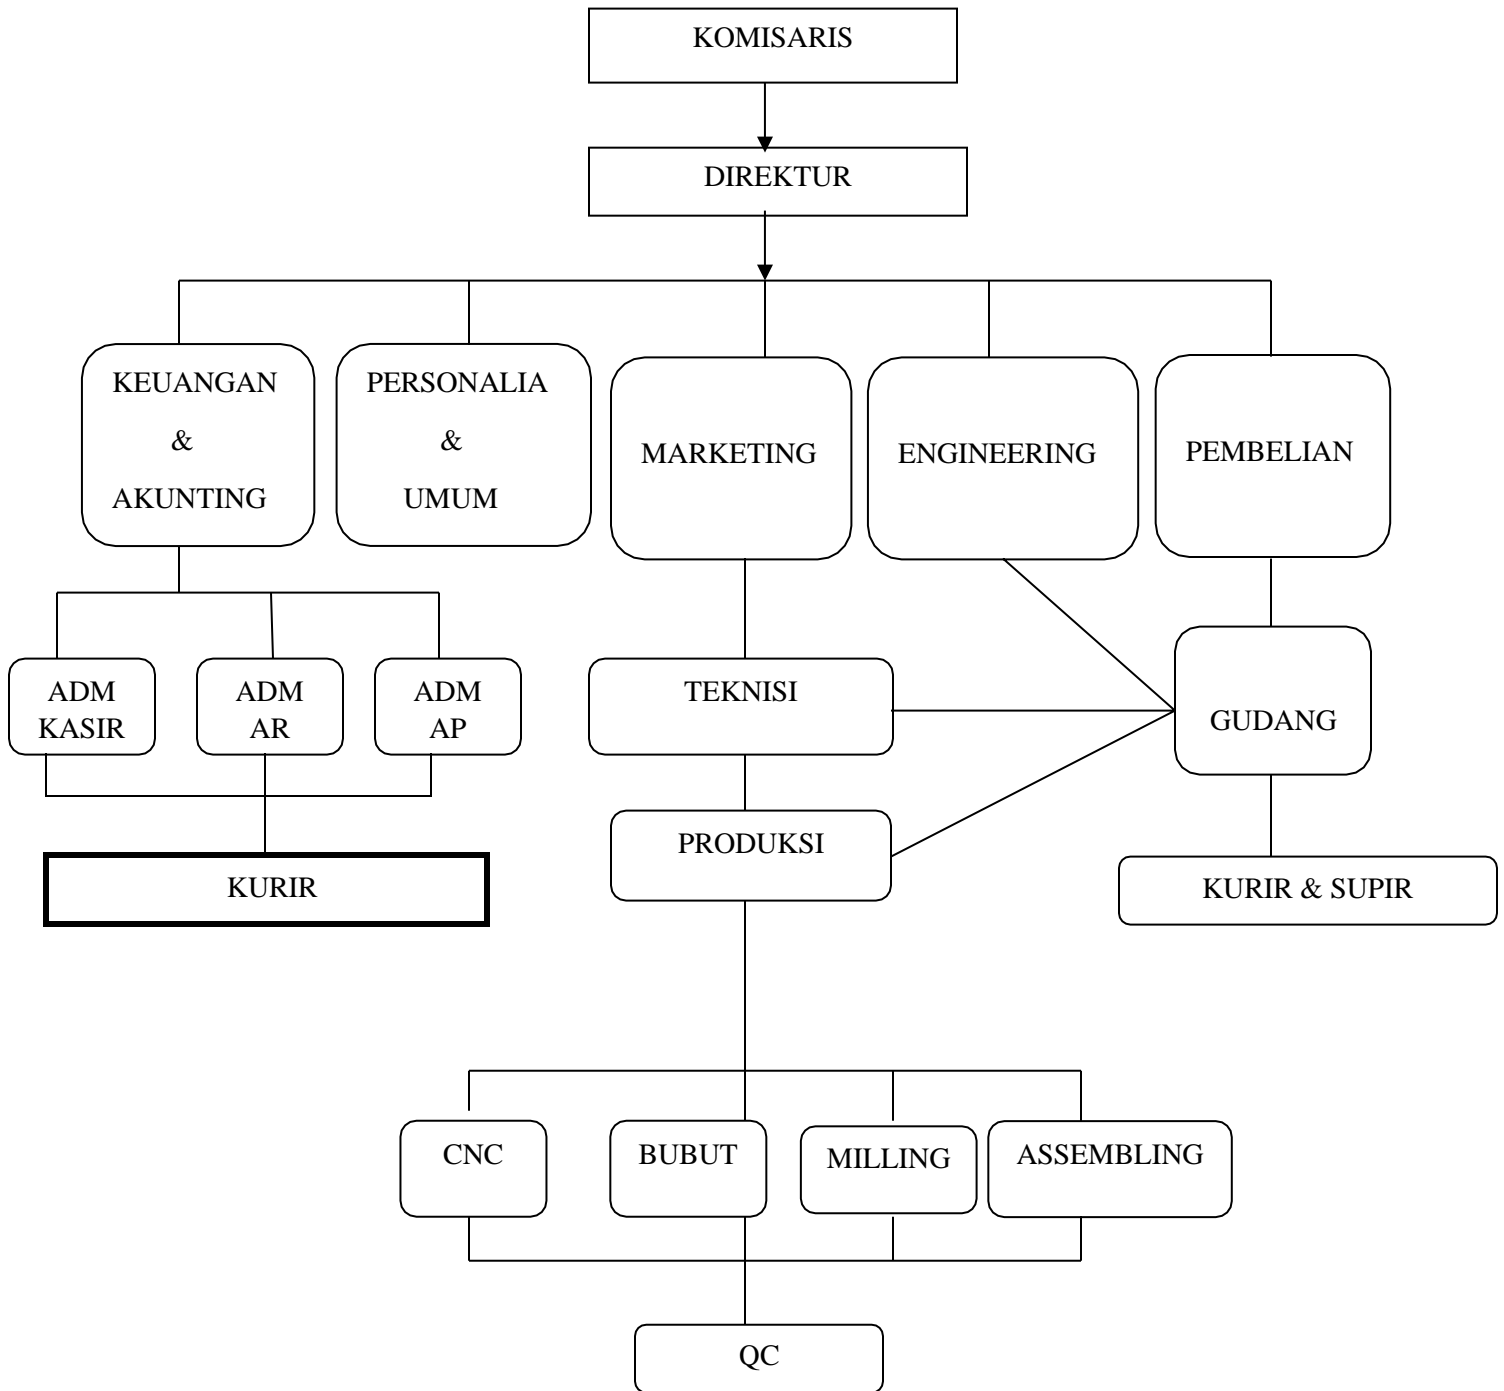 KOMISARIS
DIREKTUR
KEUANGAN
&
AKUNTING
PERSONALIA
&
UMUM
MARKETING
ENGINEERING
PEMBELIAN
ADM
KASIR
ADM
AR
ADM
AP
TEKNISI
GUDANG
PRODUKSI
KURIR
KURIR & SUPIR
CNC
BUBUT
MILLING
ASSEMBLING
QC